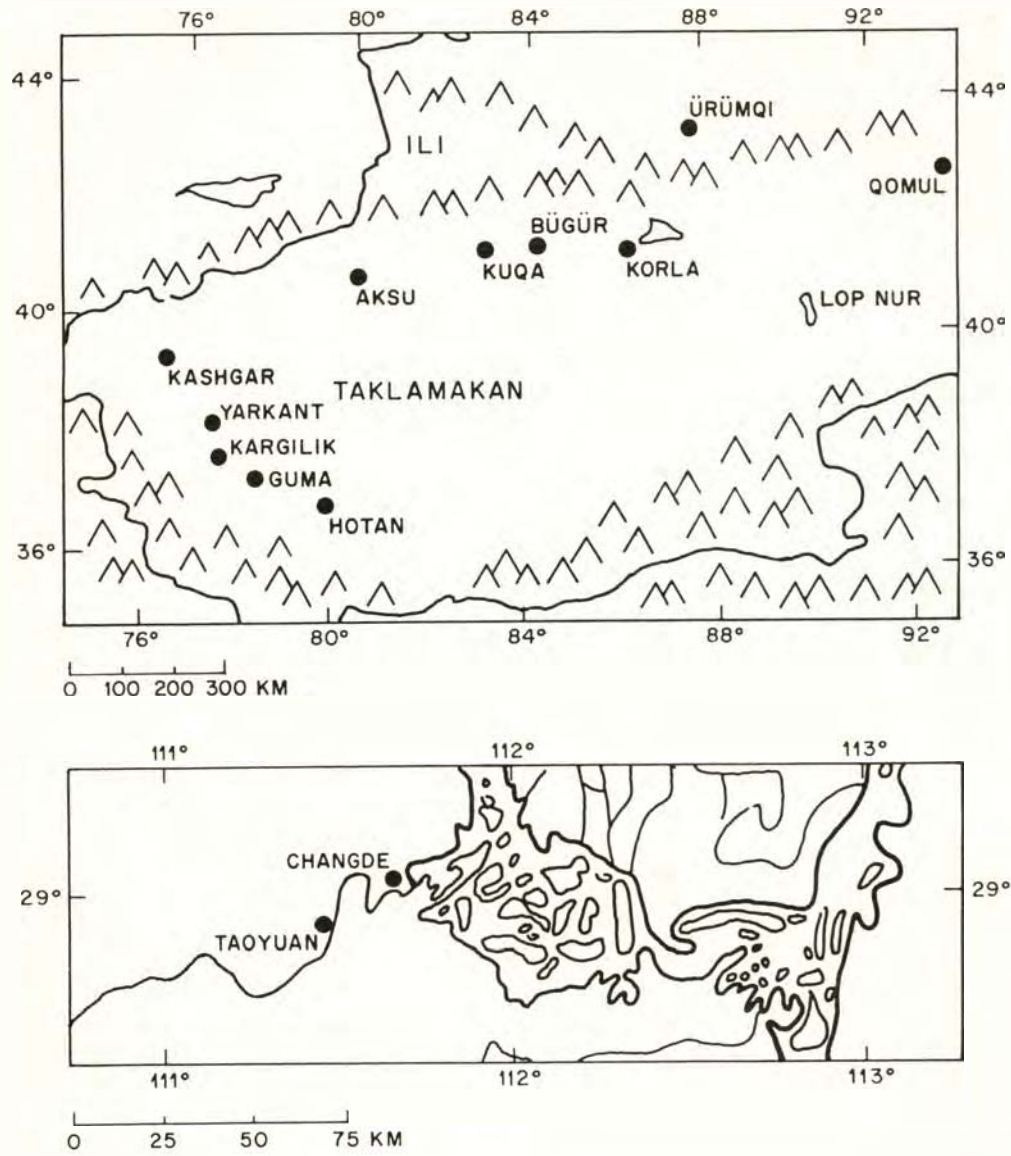 76° 80° 84° 88° 92°
44° 44°
ÜRÜMQI
ILI
QOMUL
BÜGÜR
KUQA KORLA
AKSU
LOP NUR
40° 40°
KASHGAR
TAKLAMAKAN
YARKANT
KARGILIK
GUMA
HOTAN
36° 36°
76° 80° 84° 88° 92°
0 100 200 300 KM
111° 112° 113°
CHANGDE
29° 29°
TAOYUAN
111° 112° 113°
0 25 50 75 KM